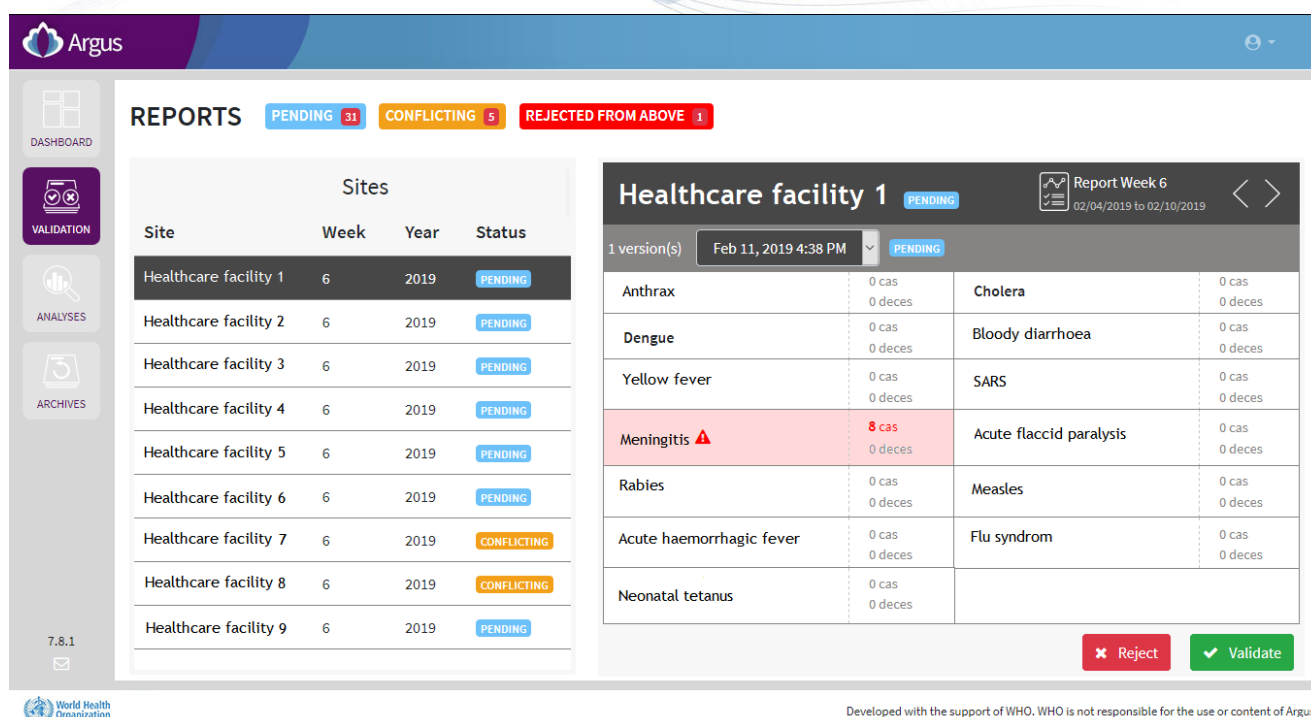 Argus
DASHBOARD
VALIDATION
ANALYSES
ARCHIVES
7.8.1
REPORTS PENDING 31 CONFLICTING 5 REJECTED FROM ABOVE 1
Sites
Site Week Year Status
Healthcare facility 1 6 2019 PENDING
Healthcare facility 2 6 2019 PENDING
Healthcare facility 3 6 2019 PENDING
Healthcare facility 4 6 2019 PENDING
Healthcare facility 5 6 2019 PENDING
Healthcare facility 6 6 2019 PENDING
Healthcare facility 7 6 2019 CONFLICTING
Healthcare facility 8 6 2019 CONFLICTING
Healthcare facility 9 6 2019 PENDING
Healthcare facility 1 PENDING
Report Week 6
02/04/2019 to 02/10/2019
1 version(s) Feb 11, 2019 4:38 PM PENDING
Anthrax
0 cas
0 deces
Cholera
0 cas
0 deces
Dengue
0 cas
0 deces
Bloody diarrhoea
0 cas
0 deces
Yellow fever
0 cas
0 deces
SARS
0 cas
0 deces
Meningitis
8 cas
0 deces
Acute flaccid paralysis
0 cas
0 deces
Rabies
0 cas
0 deces
Measles
0 cas
0 deces
Acute haemorrhagic fever
0 cas
0 deces
Flu syndrom
0 cas
0 deces
Neonatal tetanus
0 cas
0 deces
Reject
Validate
World Health
Organization
Developed with the support of WHO. WHO is not responsible for the use or content of Argu